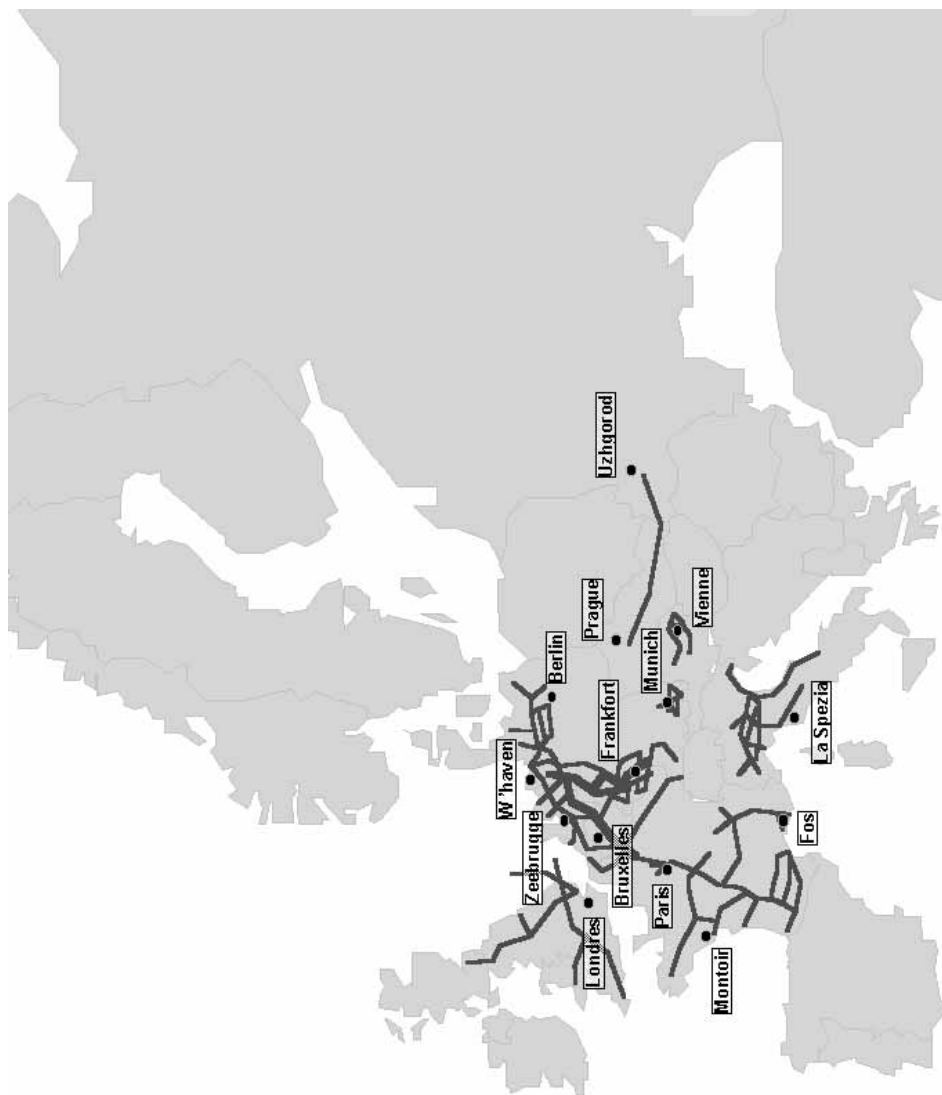 Uzhgorod
Prague
Vienne
Berlin
Munich
Frankfort
La Spezia
W'haven
Zeebrugge
Bruxelles
Fos
Paris
Londres
Montoir